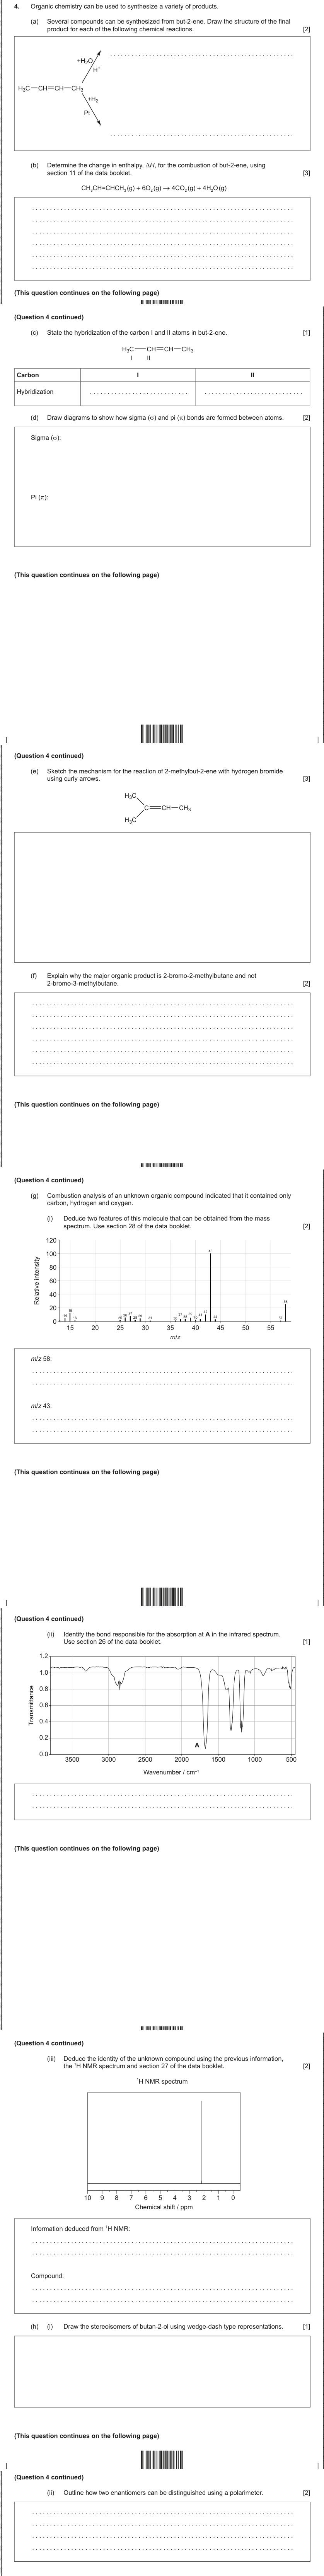 4. Organic chemistry can be used to synthesize a variety of products.
(a) Several compounds can be synthesized from but-2-ene. Draw the structure of the final
product for each of the following chemical reactions. [2]
+H₂O
H⁺
H₃C—CH=CH—CH₃
+H₂
Pt
(b) Determine the change in enthalpy, ΔH, for the combustion of but-2-ene, using
section 11 of the data booklet. [3]
CH₃CH=CHCH₃ (g) + 6O₂ (g) → 4CO₂ (g) + 4H₂O (g)
(This question continues on the following page)
(Question 4 continued)
(c) State the hybridization of the carbon I and II atoms in but-2-ene. [1]
H₃C—CH=CH—CH₃
I II
Carbon I II
Hybridization
(d) Draw diagrams to show how sigma (σ) and pi (π) bonds are formed between atoms. [2]
Sigma (σ):
Pi (π):
(This question continues on the following page)
(Question 4 continued)
(e) Sketch the mechanism for the reaction of 2-methylbut-2-ene with hydrogen bromide
using curly arrows. [3]
H₃C
C=CH—CH₃
H₃C
(f) Explain why the major organic product is 2-bromo-2-methylbutane and not
2-bromo-3-methylbutane. [2]
(This question continues on the following page)
(Question 4 continued)
(g) Combustion analysis of an unknown organic compound indicated that it contained only
carbon, hydrogen and oxygen.
(i) Deduce two features of this molecule that can be obtained from the mass
spectrum. Use section 28 of the data booklet. [2]
120
100
80
60
40
20
0
Relative intensity
15 20 25 30 35 40 45 50 55
m/z
m/z 58:
m/z 43:
(This question continues on the following page)
(Question 4 continued)
(ii) Identify the bond responsible for the absorption at A in the infrared spectrum.
Use section 26 of the data booklet. [1]
1.2
1.0
0.8
0.6
0.4
0.2
0.0
Transmittance
A
3500 3000 2500 2000 1500 1000 500
Wavenumber / cm⁻¹
(This question continues on the following page)
(Question 4 continued)
(iii) Deduce the identity of the unknown compound using the previous information,
the ¹H NMR spectrum and section 27 of the data booklet. [2]
¹H NMR spectrum
10 9 8 7 6 5 4 3 2 1 0
Chemical shift / ppm
Information deduced from ¹H NMR:
Compound:
(h) (i) Draw the stereoisomers of butan-2-ol using wedge-dash type representations. [1]
(This question continues on the following page)
(Question 4 continued)
(ii) Outline how two enantiomers can be distinguished using a polarimeter. [2]